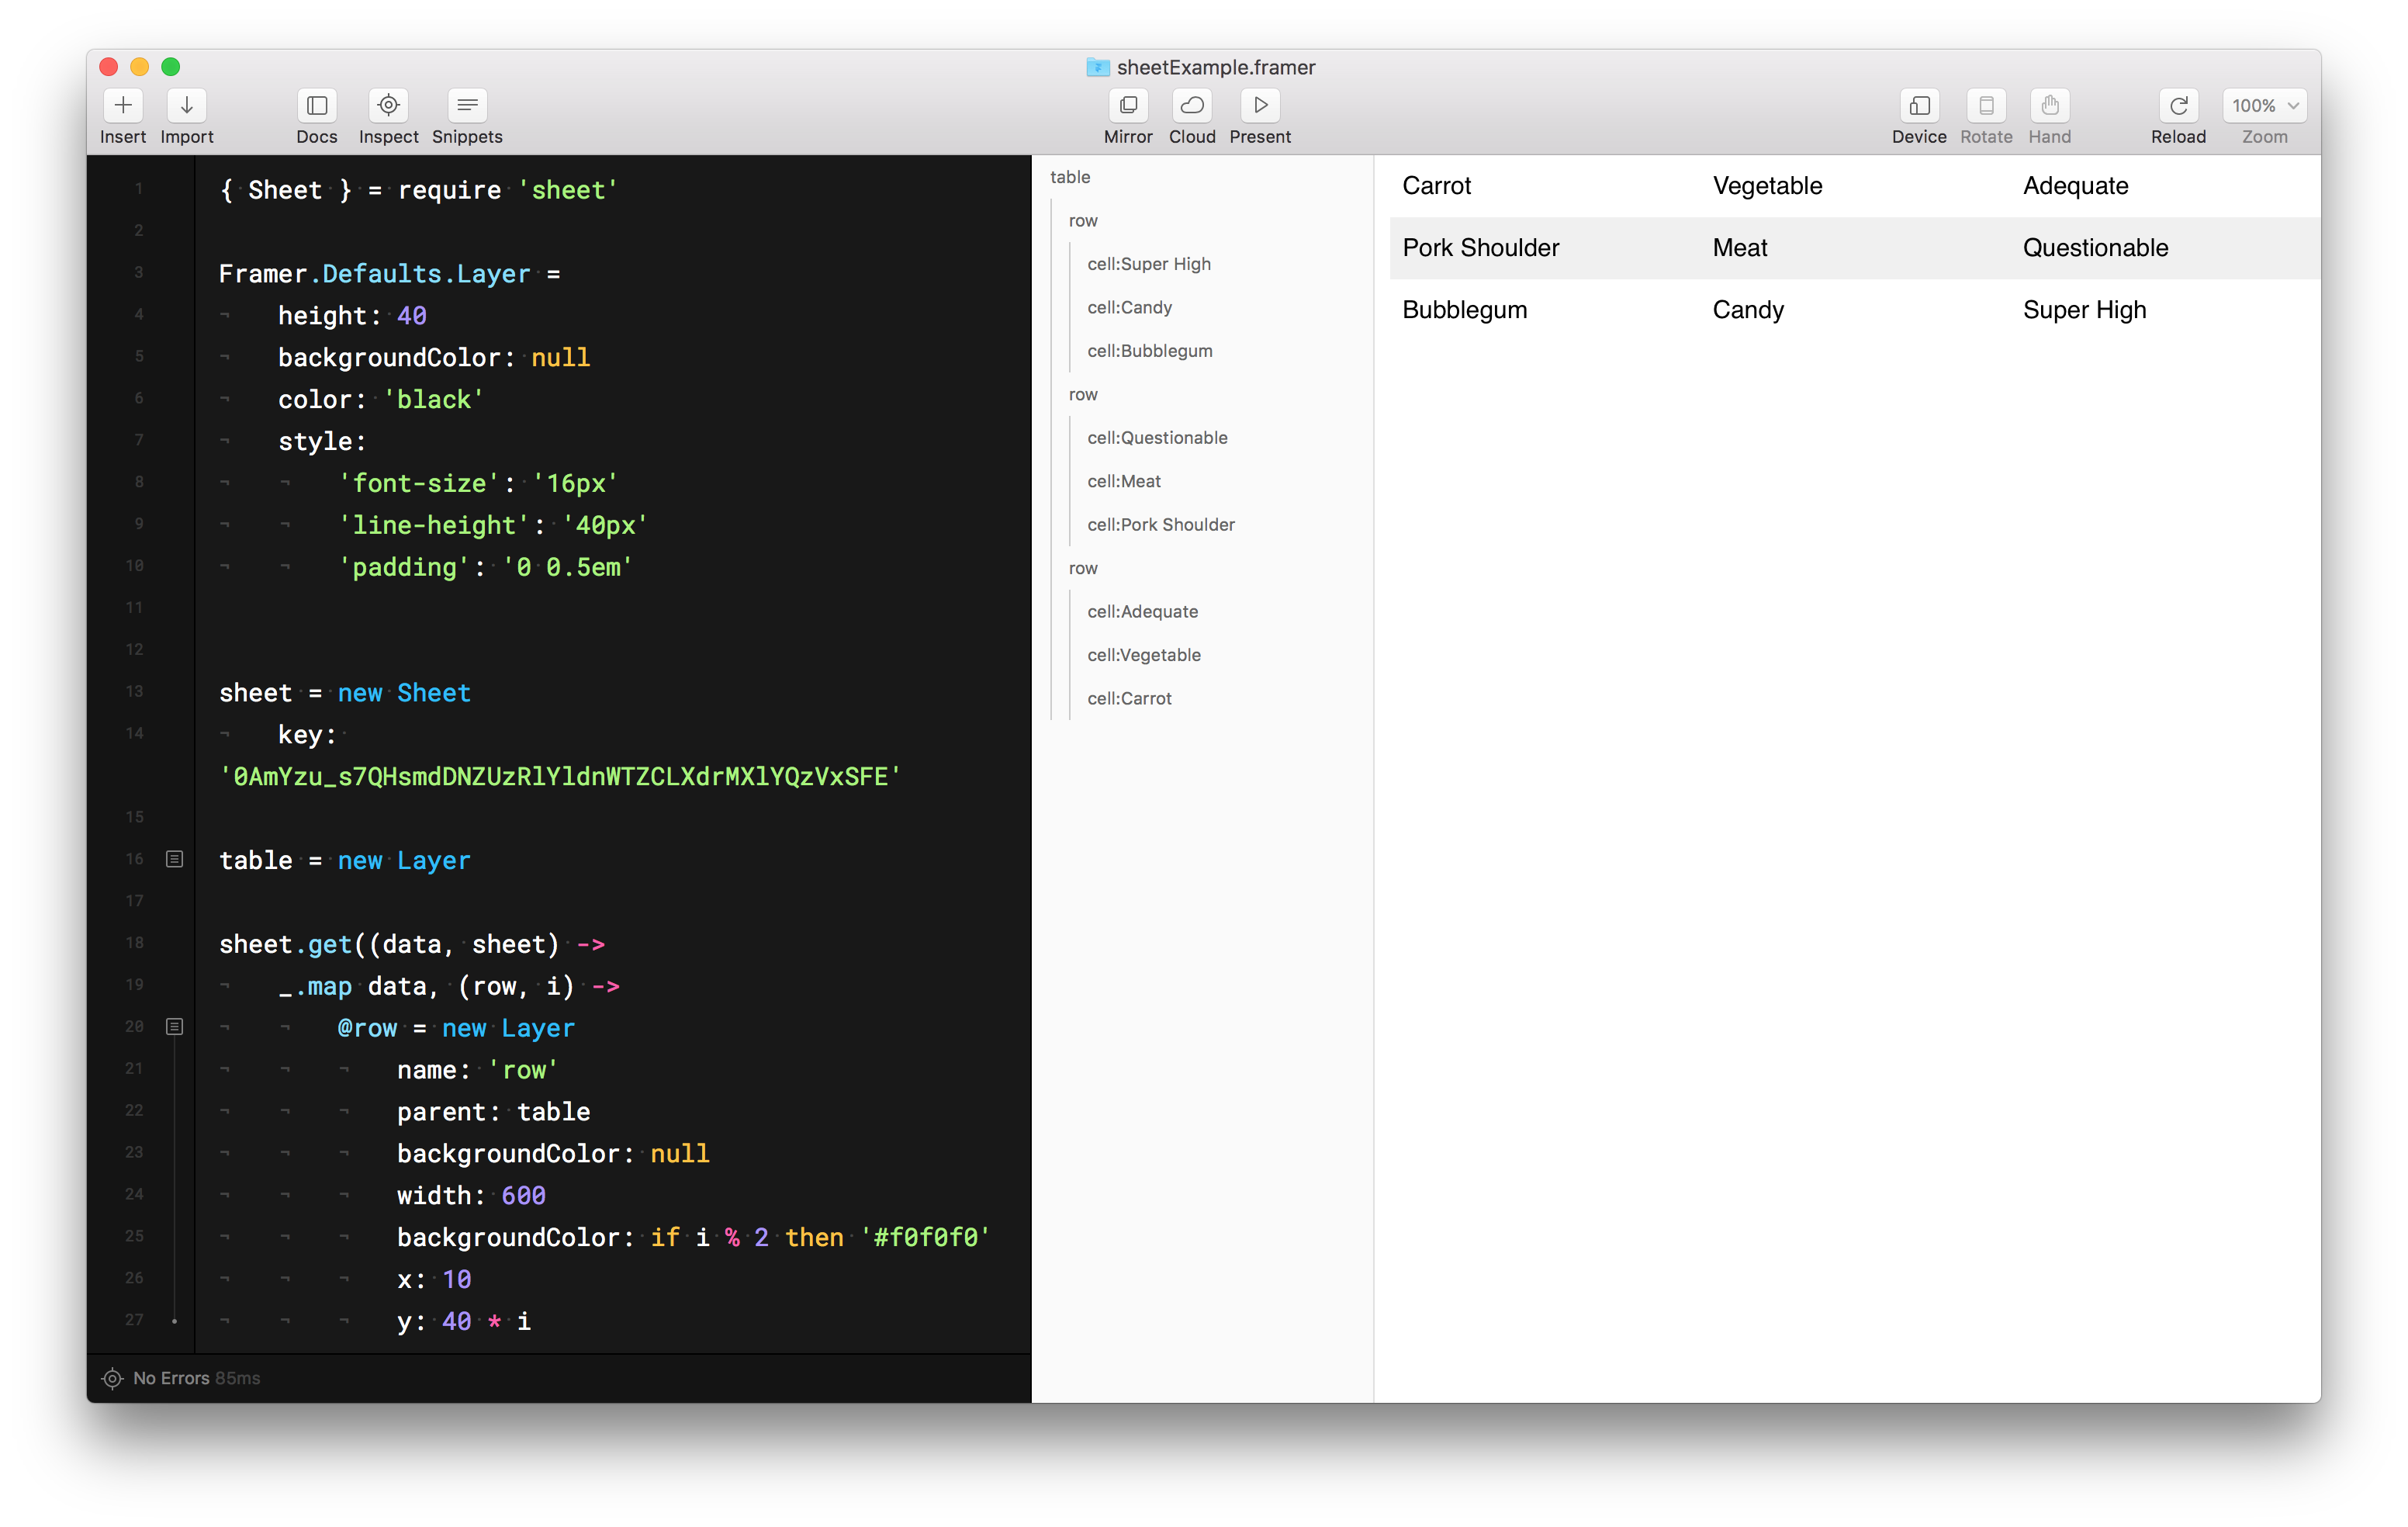 sheetExample.framer
Insert Import Docs Inspect Snippets Mirror Cloud Present Device Rotate Hand Reload 100% Zoom
1 { Sheet } = require 'sheet'
2
3 Framer.Defaults.Layer =
4 height: 40
5 backgroundColor: null
6 color: 'black'
7 style:
8 'font-size': '16px'
9 'line-height': '40px'
10 'padding': '0 0.5em'
11
12
13 sheet = new Sheet
14 key:
'0AmYzu_s7QHsmdDNZUzRlYldnWTZCLXdrMXlYQzVxSFE'
15
16 table = new Layer
17
18 sheet.get((data, sheet) ->
19 _.map data, (row, i) ->
20 @row = new Layer
21 name: 'row'
22 parent: table
23 backgroundColor: null
24 width: 600
25 backgroundColor: if i % 2 then '#f0f0f0'
26 x: 10
27 y: 40 * i
No Errors 85ms
table
row
cell:Super High
cell:Candy
cell:Bubblegum
row
cell:Questionable
cell:Meat
cell:Pork Shoulder
row
cell:Adequate
cell:Vegetable
cell:Carrot
Carrot Vegetable Adequate
Pork Shoulder Meat Questionable
Bubblegum Candy Super High